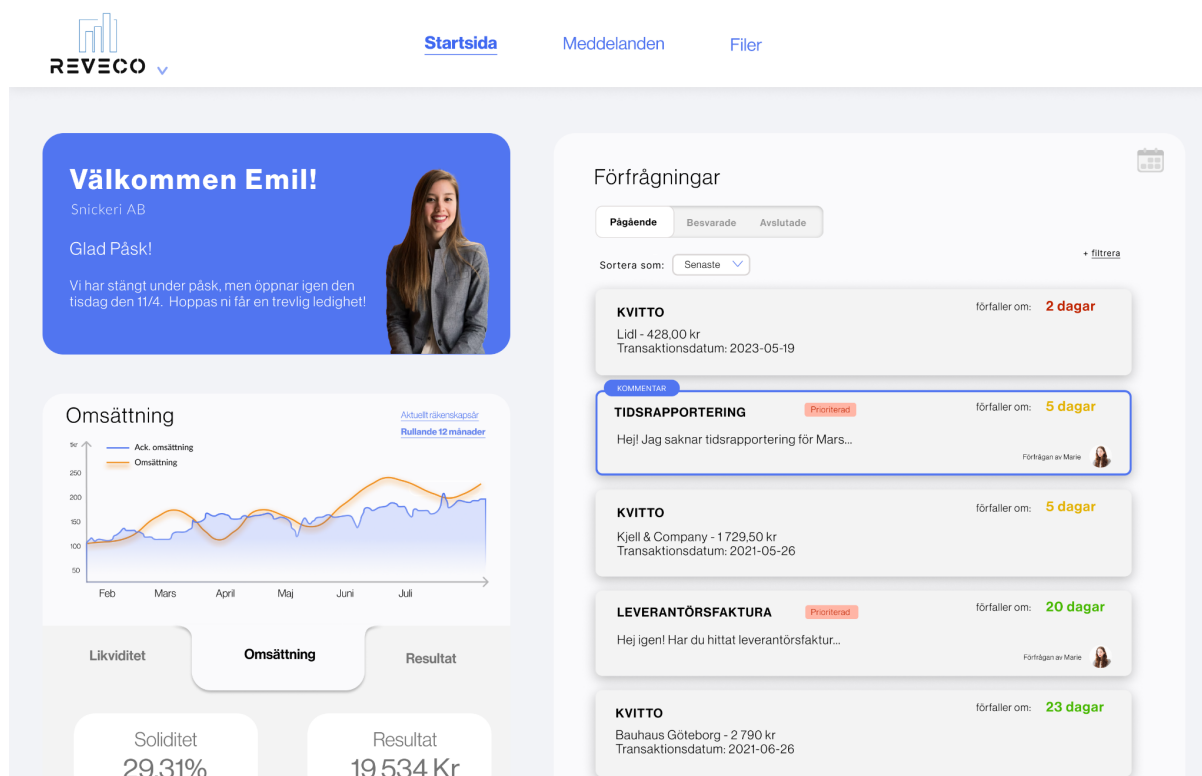 REVECO
Startsida
Meddelanden
Filer
Välkommen Emil!
Snickeri AB
Glad Påsk!
Vi har stängt under påsk, men öppnar igen den
tisdag den 11/4. Hoppas ni får en trevlig ledighet!
Omsättning
Aktuellt räkenskapsår
Rullande 12 månader
Ack. omsättning
Omsättning
250
200
150
100
50
Feb
Mars
April
Maj
Juni
Juli
Likviditet
Omsättning
Resultat
Soliditet
29,31%
Resultat
19 534 Kr
Förfrågningar
Pågående
Besvarade
Avslutade
Sortera som:
Senaste
+ filtrera
KVITTO
förfaller om:
2 dagar
Lidl - 428,00 kr
Transaktionsdatum: 2023-05-19
KOMMENTAR
TIDSRAPPORTERING
Prioriterad
förfaller om:
5 dagar
Hej! Jag saknar tidsrapportering för Mars...
Förfrågan av Marie
KVITTO
förfaller om:
5 dagar
Kjell & Company - 1 729,50 kr
Transaktionsdatum: 2021-05-26
LEVERANTÖRSFAKTURA
Prioriterad
förfaller om:
20 dagar
Hej igen! Har du hittat leverantörsfaktur...
Förfrågan av Marie
KVITTO
förfaller om:
23 dagar
Bauhaus Göteborg - 2 790 kr
Transaktionsdatum: 2021-06-26